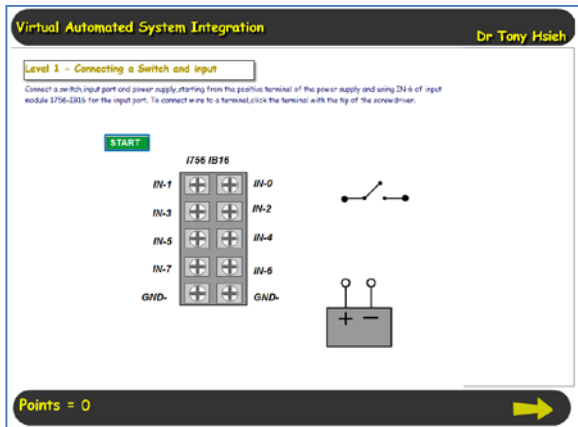 Virtual Automated System Integration
Dr Tony Hsieh
Level 1 - Connecting a Switch and input
Connect a switch,input port and power supply,starting from the positive terminal of the power supply and using IN-6 of input
module 1756-IB16 for the input port. To connect wire to a terminal,click the terminal with the tip of the screwdriver.
START
1756 IB16
IN-1 IN-0
IN-3 IN-2
IN-5 IN-4
IN-7 IN-6
GND- GND-
+ −
Points = 0